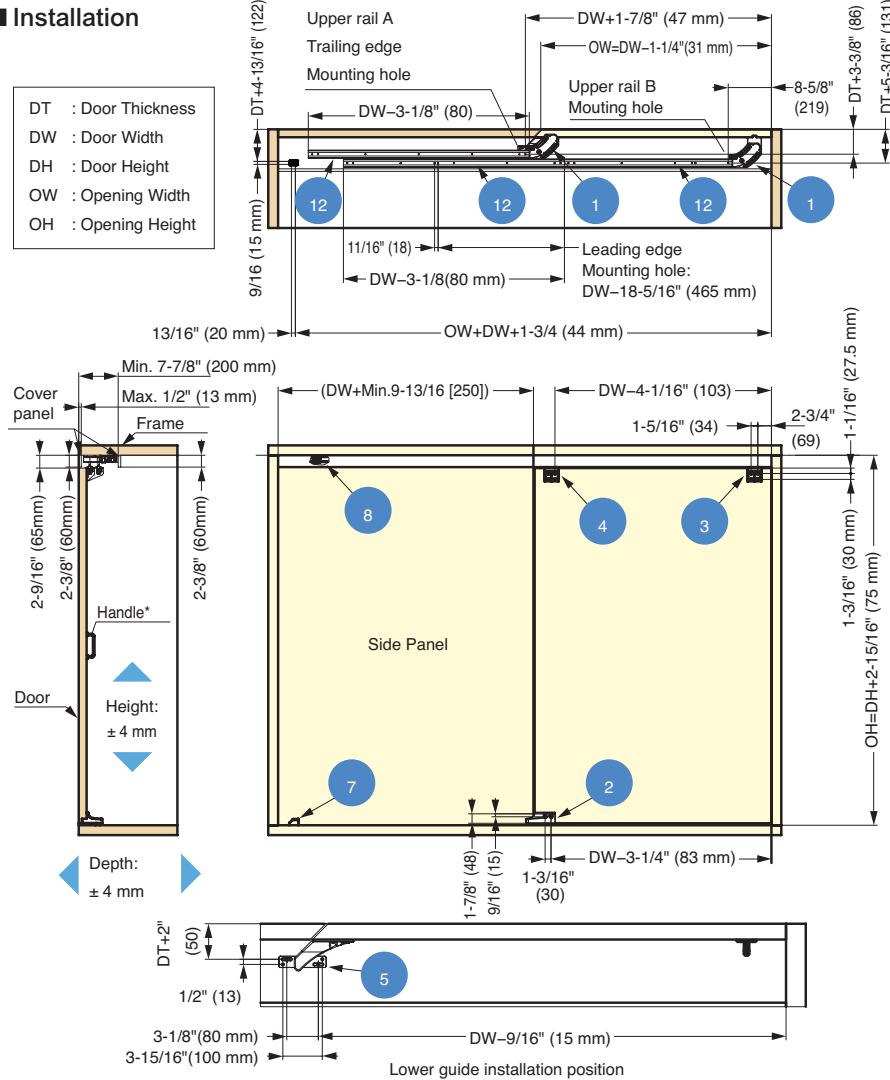 Installation
DT : Door Thickness
DW : Door Width
DH : Door Height
OW : Opening Width
OH : Opening Height
Upper rail A
Trailing edge
Mounting hole
DT+4-13/16" (122)
DW+1-7/8" (47 mm)
OW=DW-1-1/4"(31 mm)
Upper rail B
Mouting hole
8-5/8"
(219)
DT+3-3/8" (86)
DT+5-3/16" (131)
DW−3-1/8" (80)
9/16 (15 mm)
12
12
1
12
1
11/16" (18)
Leading edge
Mounting hole:
DW−18-5/16" (465 mm)
DW−3-1/8(80 mm)
13/16" (20 mm)
OW+DW+1-3/4 (44 mm)
Min. 7-7/8" (200 mm)
Max. 1/2" (13 mm)
Cover
panel
Frame
2-9/16" (65mm)
2-3/8" (60mm)
2-3/8" (60mm)
Handle*
Door
Height:
± 4 mm
Depth:
± 4 mm
(DW+Min.9-13/16 [250])
DW−4-1/16" (103)
1-5/16" (34)
2-3/4"
(69)
1-1/16" (27.5 mm)
8
4
3
1-3/16" (30 mm)
OH=DH+2-15/16" (75 mm)
Side Panel
7
2
1-7/8" (48)
9/16" (15)
1-3/16"
(30)
DW−3-1/4" (83 mm)
DT+2"
(50)
5
1/2" (13)
3-1/8"(80 mm)
3-15/16"(100 mm)
DW−9/16" (15 mm)
Lower guide installation position